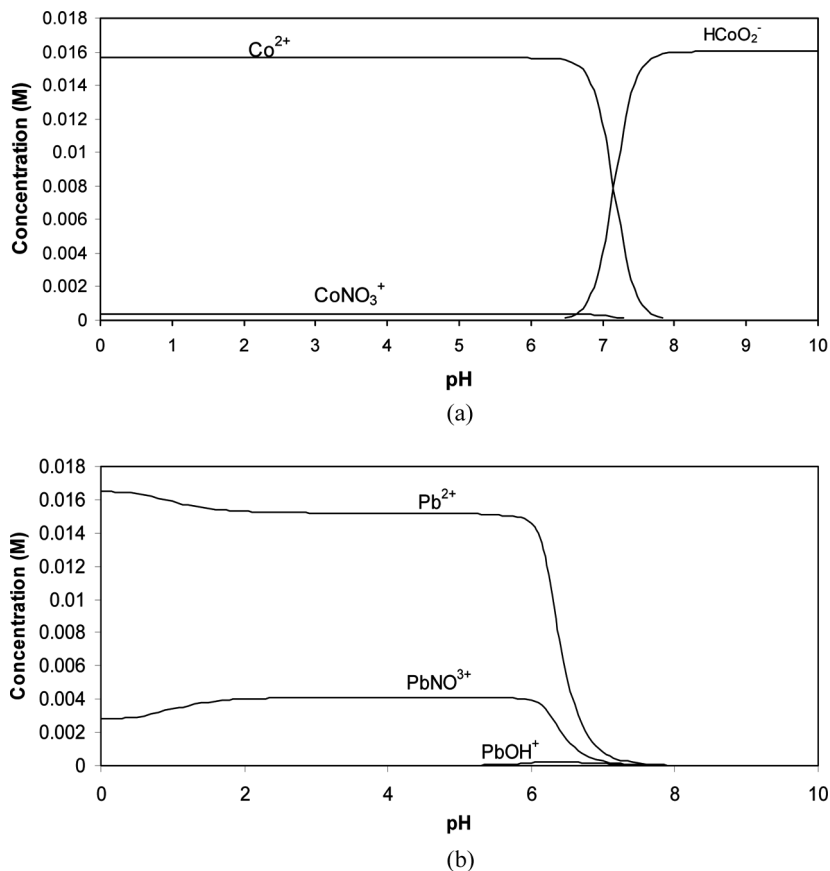 0.018
0.016
0.014
0.012
0.01
0.008
0.006
0.004
0.002
0
Concentration (M)
Co²⁺
HCoO₂⁻
CoNO₃⁺
0 1 2 3 4 5 6 7 8 9 10
pH
(a)
0.018
0.016
0.014
0.012
0.01
0.008
0.006
0.004
0.002
0
Concentration (M)
Pb²⁺
PbNO³⁺
PbOH⁺
0 2 4 6 8 10
pH
(b)